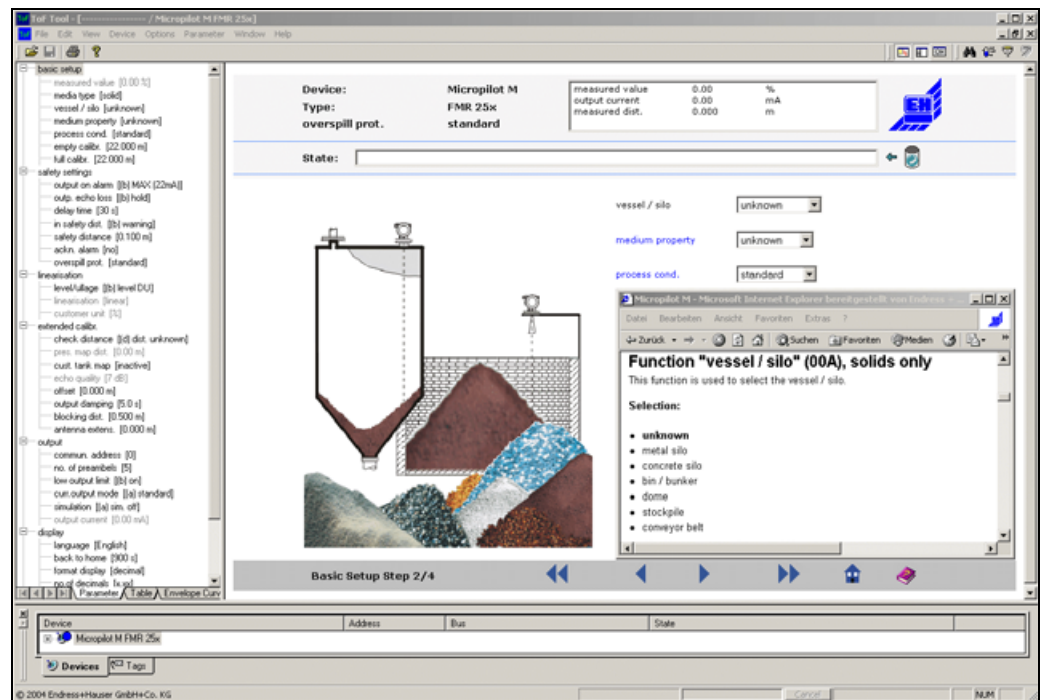 ToF Tool - [---------------- / Micropilot M FMR 25x]
File Edit View Device Options Parameter Window Help
basic setup
measured value [0.00 %]
media type [solid]
vessel / silo [unknown]
medium property [unknown]
process cond. [standard]
empty calibr. [22.000 m]
full calibr. [22.000 m]
safety settings
output on alarm [(b) MAX (22mA)]
outp. echo loss [(b) hold]
delay time [30 s]
in safety dist. [(b) warning]
safety distance [0.100 m]
ackn. alarm [no]
overspill prot. [standard]
linearisation
level/ullage [(b) level DU]
linearisation [linear]
customer unit [%]
extended calibr.
check distance [(d) dist. unknown]
pres. map dist. [0.00 m]
cust. tank map [inactive]
echo quality [7 dB]
offset [0.000 m]
output damping [5.0 s]
blocking dist. [0.500 m]
antenna extens. [0.000 m]
output
commun. address [0]
no. of preambels [5]
low output limit [(b) on]
curr.output mode [(a) standard]
simulation [(a) sim. off]
output current [0.00 mA]
display
language [English]
back to home [900 s]
format display [decimal]
no.of decimals [x.xx]
Parameter Table Envelope Curv
Device: Micropilot M
Type: FMR 25x
overspill prot. standard
measured value 0.00 %
output current 0.00 mA
measured dist. 0.000 m
EH
State:
vessel / silo unknown
medium property unknown
process cond. standard
Micropilot M - Microsoft Internet Explorer bereitgestellt von Endress + ...
Datei Bearbeiten Ansicht Favoriten Extras ?
Zurück Suchen Favoriten Medien
Function "vessel / silo" (00A), solids only
This function is used to select the vessel / silo.
Selection:
• unknown
• metal silo
• concrete silo
• bin / bunker
• dome
• stockpile
• conveyor belt
Basic Setup Step 2/4
Device Address Bus State
Micropilot M FMR 25x
Devices Tags
© 2004 Endress+Hauser GmbH+Co. KG Cancel NUM